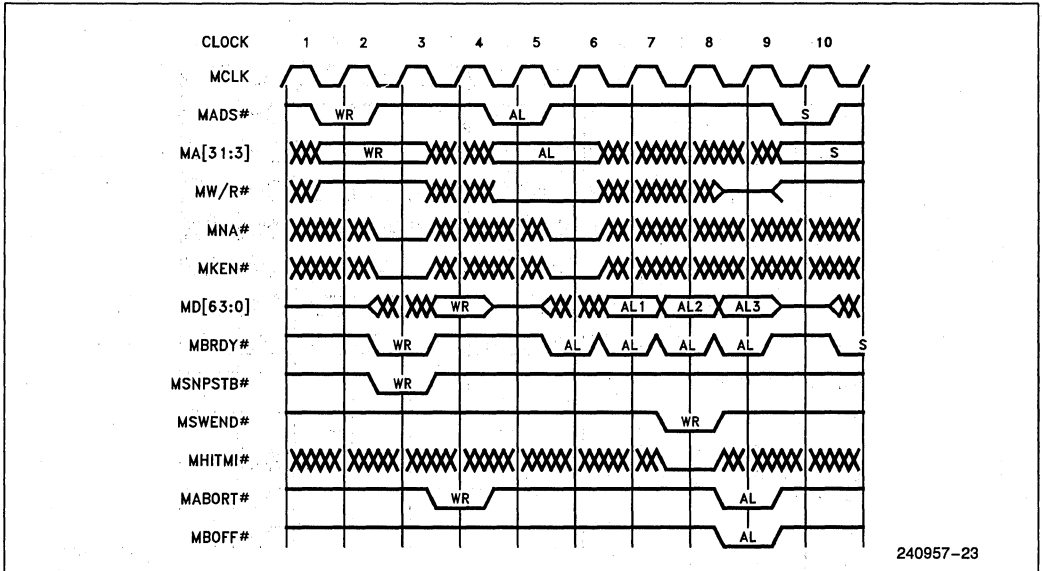 CLOCK 1 2 3 4 5 6 7 8 9 10
MCLK
MADS# WR AL S
MA[31:3] WR AL S
MW/R#
MNA#
MKEN#
MD[63:0] WR AL1 AL2 AL3
MBRDY# WR AL AL AL AL S
MSNPSTB# WR
MSWEND# WR
MHITMI#
MABORT# WR AL
MBOFF# AL
240957-23